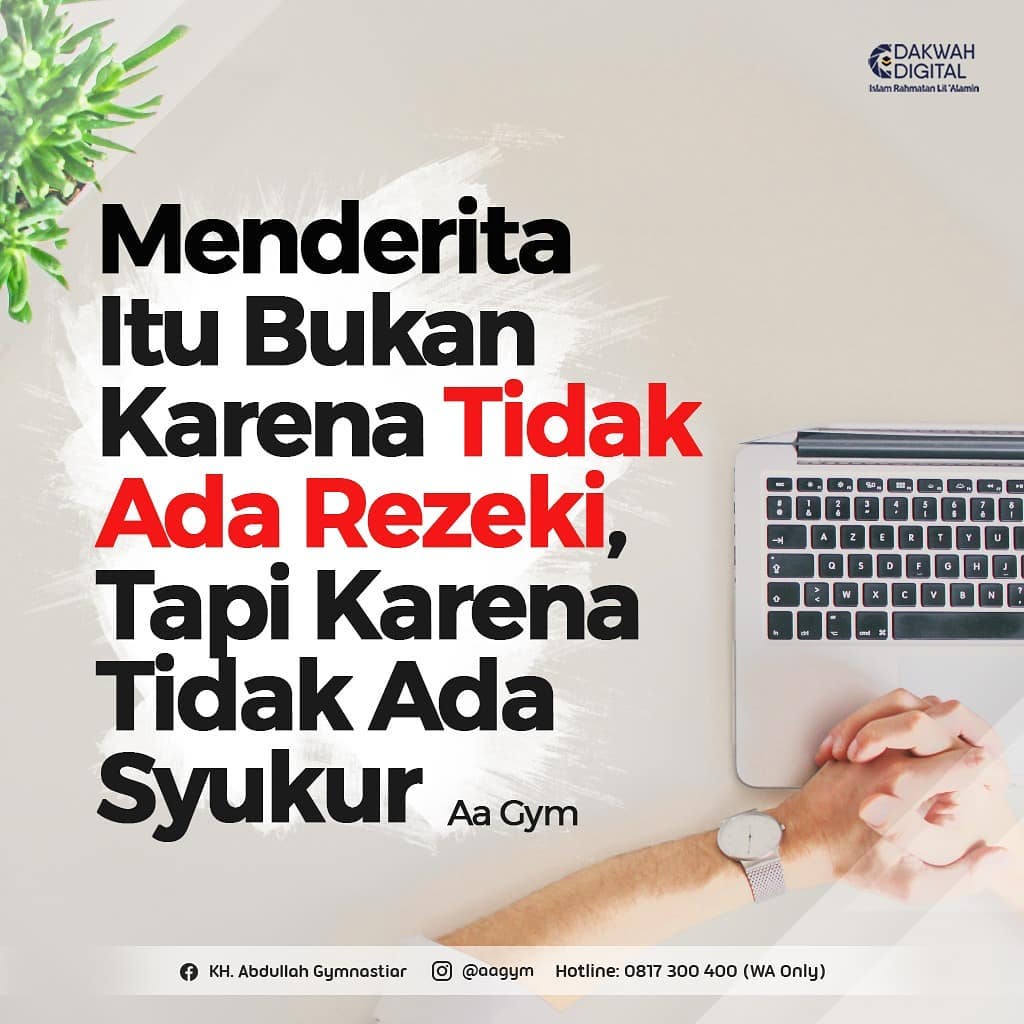 DAKWAH
DIGITAL
Islam Rahmatan Lil 'Alamin
Menderita
Itu Bukan
Karena Tidak
Ada Rezeki,
Tapi Karena
Tidak Ada
Syukur
Aa Gym
KH. Abdullah Gymnastiar @aagym Hotline: 0817 300 400 (WA Only)